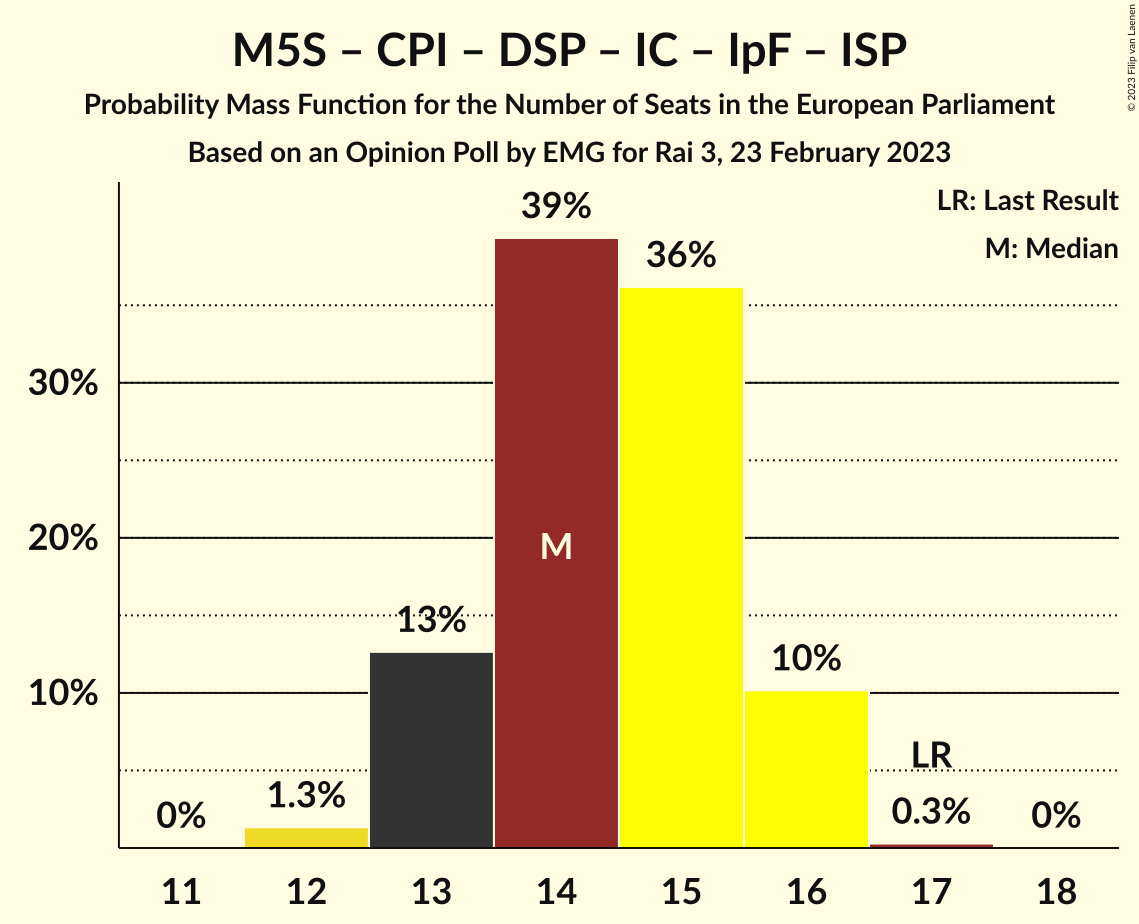 M5S – CPI – DSP – IC – IpF – ISP
Probability Mass Function for the Number of Seats in the European Parliament
Based on an Opinion Poll by EMG for Rai 3, 23 February 2023
© 2023 Filip van Laenen
LR: Last Result
M: Median
39%
36%
30%
20%
M
13%
10%
10%
LR
1.3%
0%
0.3%
0%
11 12 13 14 15 16 17 18